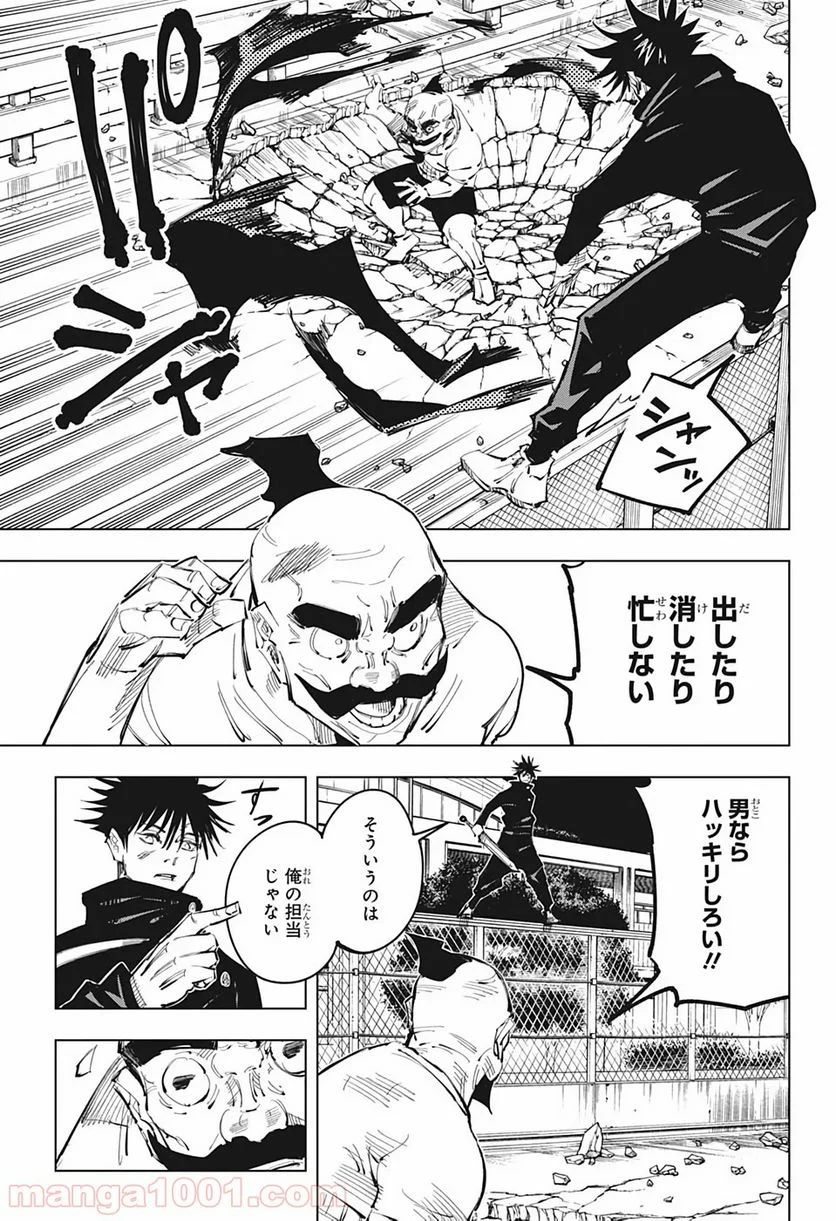 バシャ
シャンッ
出したり
消したり
忙しない
男なら
ハッキリしろい!!
そういうのは
俺の担当
じゃない
すっ
manga1001.com